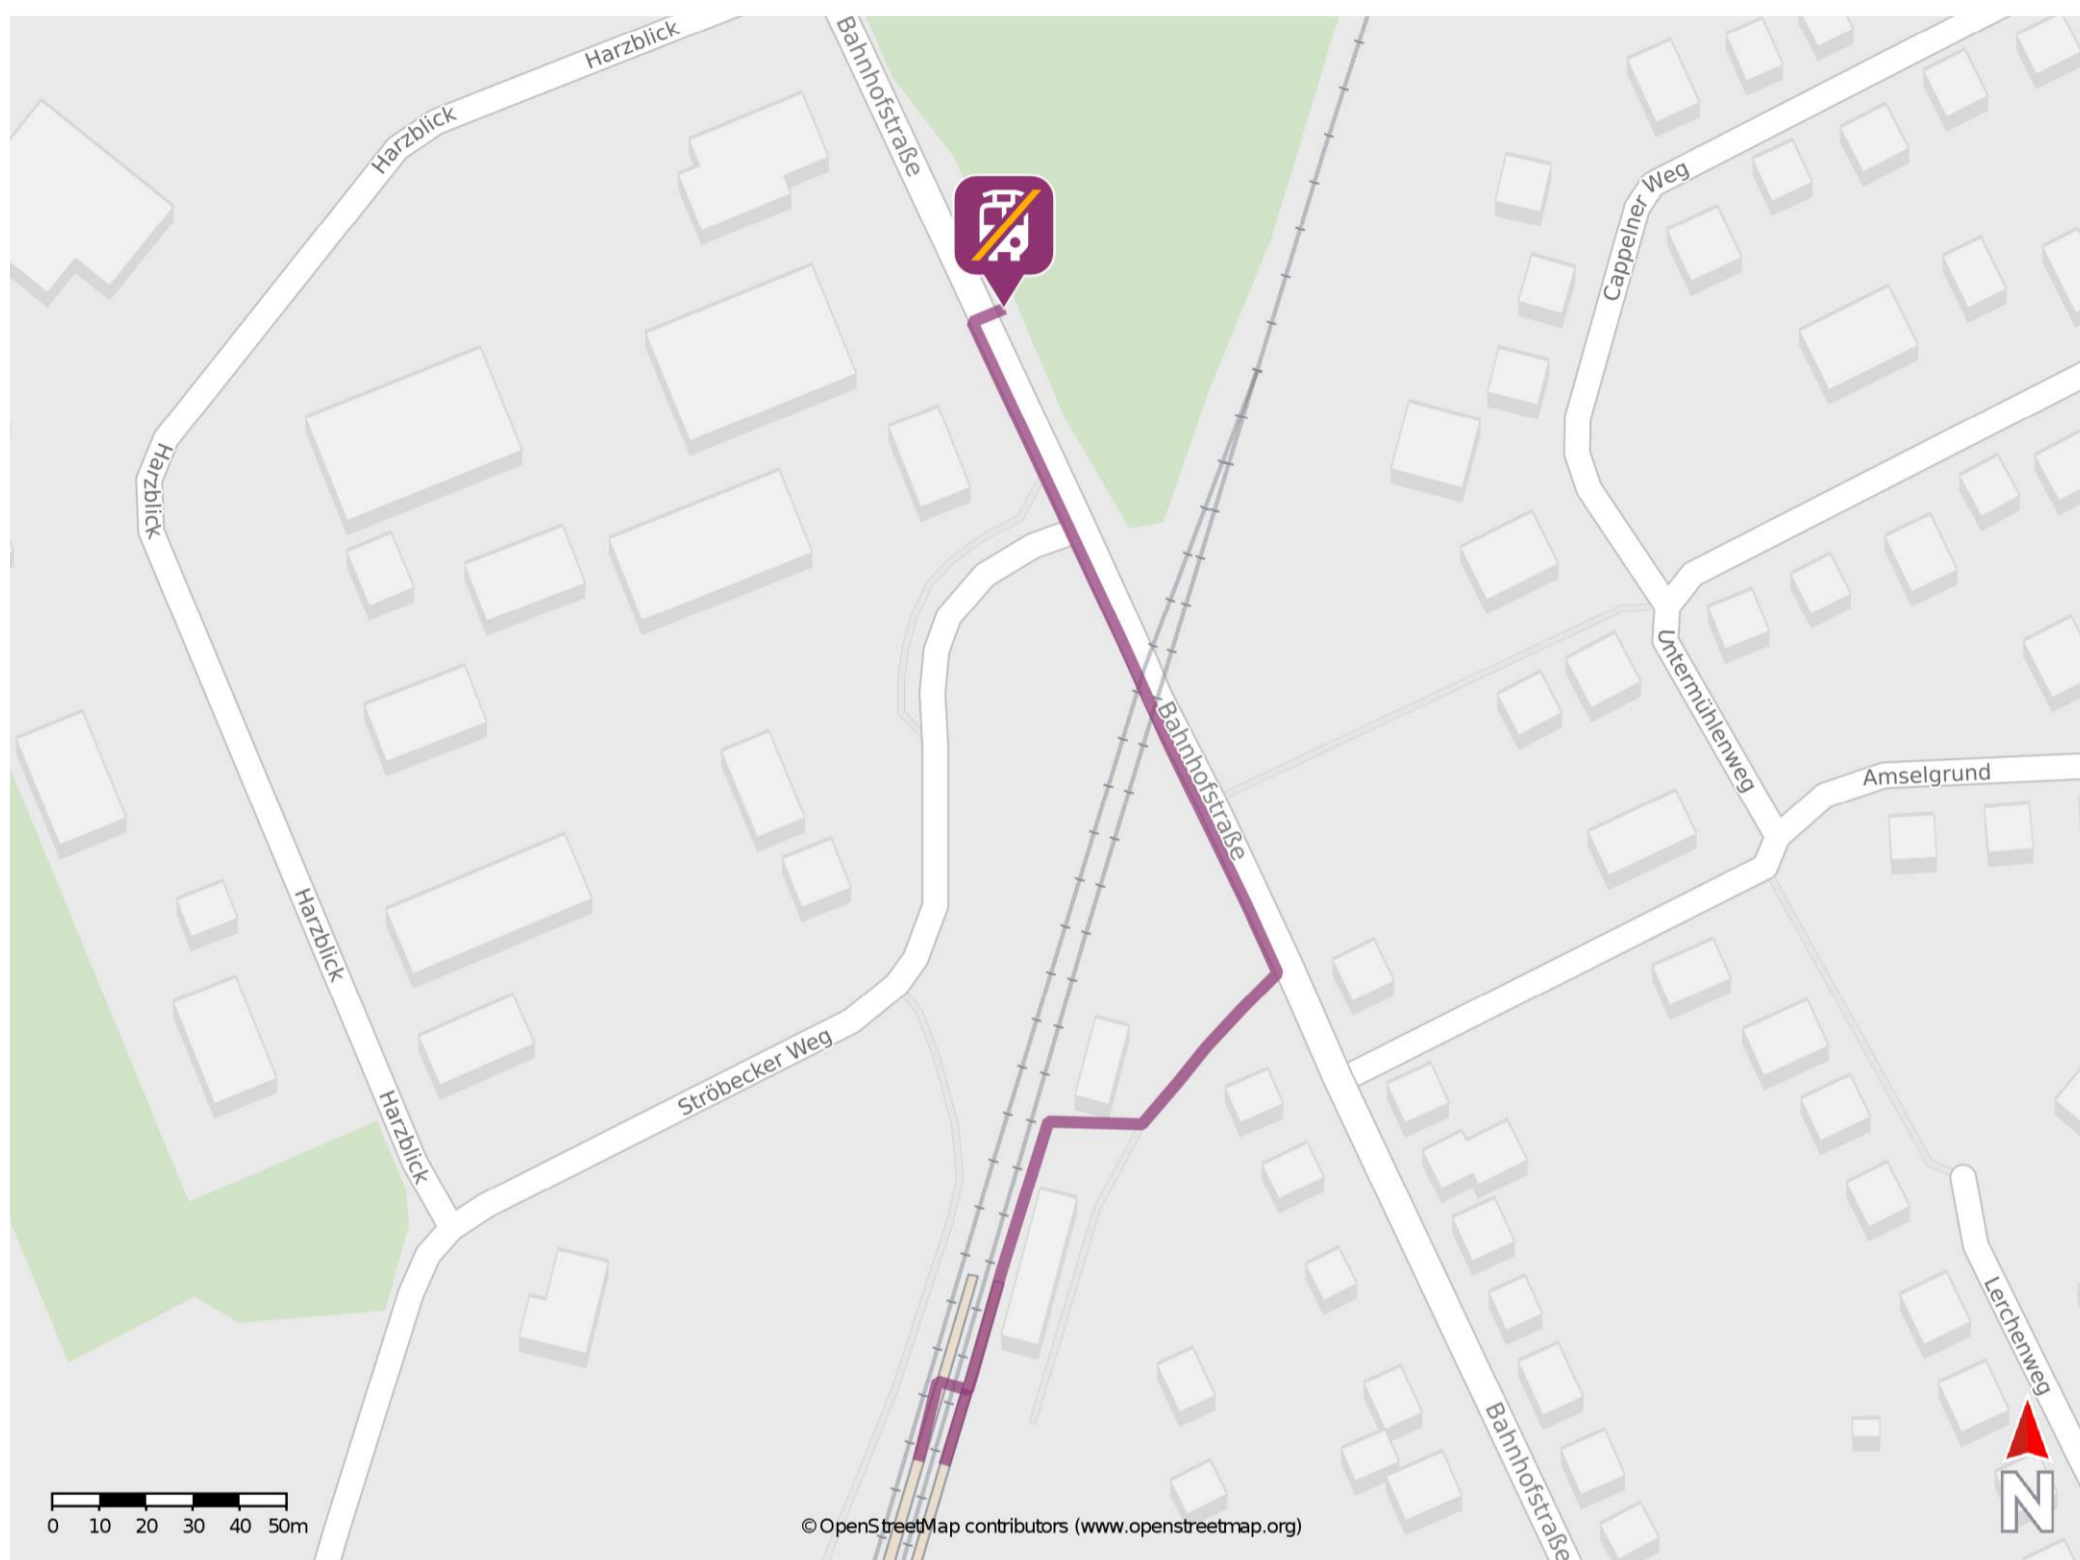 Harzblick
Bahnhofstraße
Harzblick
Cappelner Weg
Harzblick
Untermühlenweg
Bahnhofstraße
Amselgrund
Harzblick
Ströbecker Weg
Harzblick
Lerchenweg
Bahnhofstraße
N
0 10 20 30 40 50m
© OpenStreetMap contributors (www.openstreetmap.org)